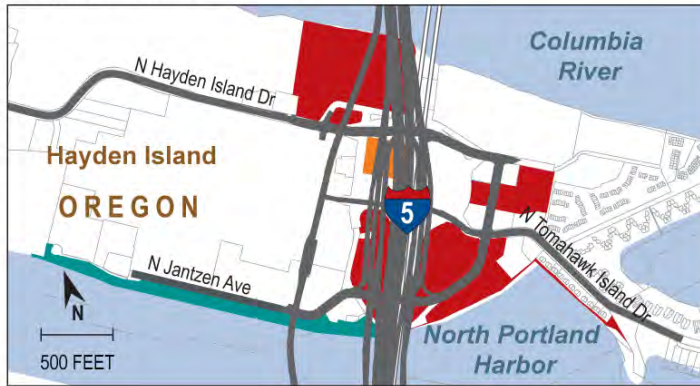 Columbia
River
N Hayden Island Dr
Hayden Island
OREGON
5
N Tomahawk Island Dr
N Jantzen Ave
N
500 FEET
North Portland
Harbor